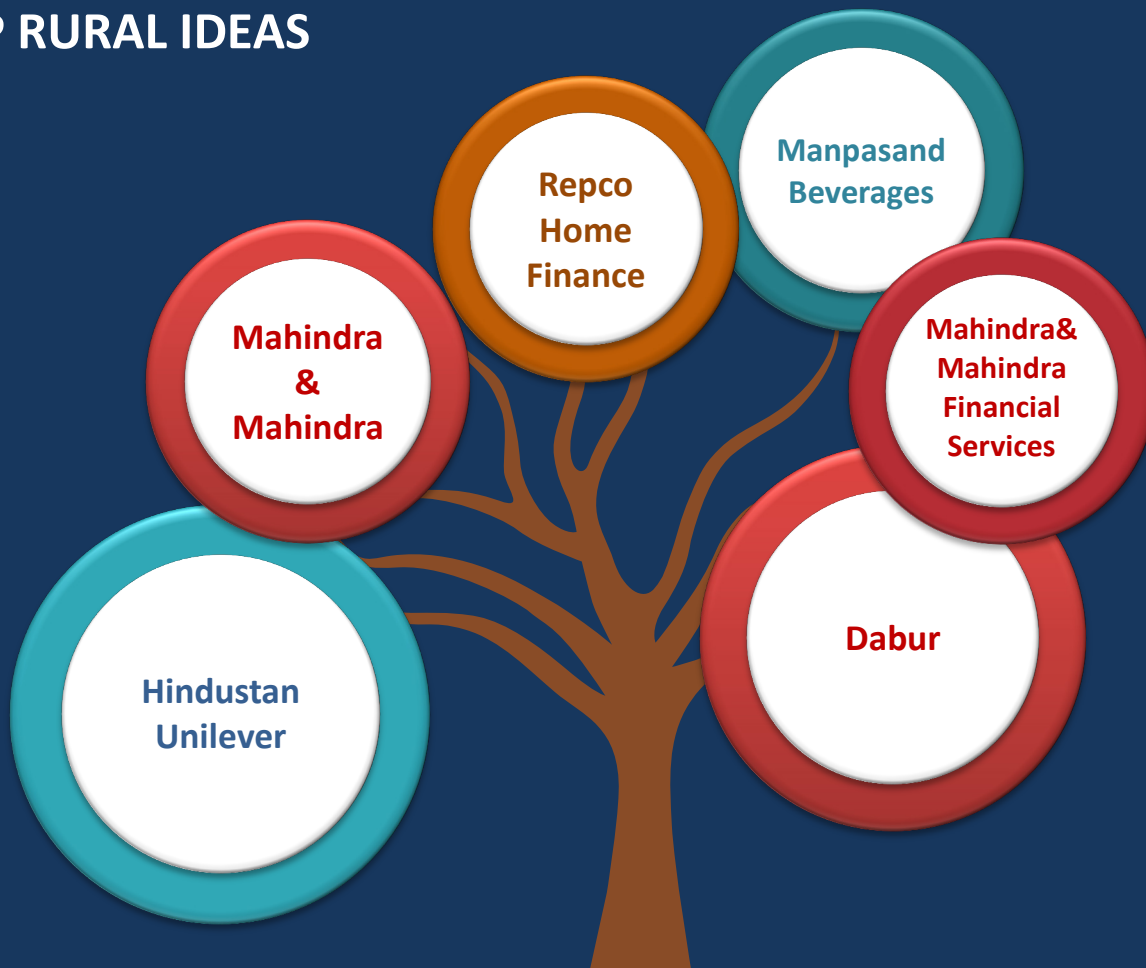 P RURAL IDEAS
Manpasand
Beverages
Repco
Home
Finance
Mahindra
&
Mahindra
Mahindra&
Mahindra
Financial
Services
Dabur
Hindustan
Unilever